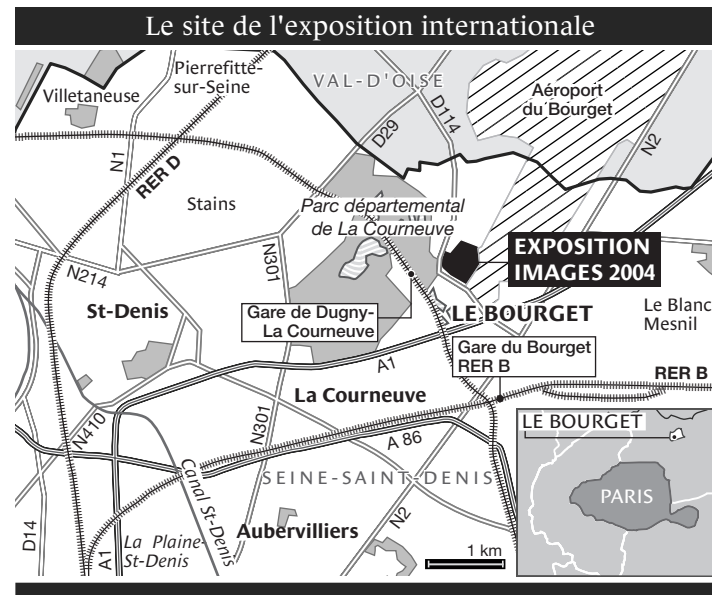 Le site de l'exposition internationale
Villetaneuse
Pierrefitte-
sur-Seine
VAL-D'OISE
Aéroport
du Bourget
N1
RER D
D29
D114
N2
Stains
Parc départemental
de La Courneuve
N301
N214
EXPOSITION
IMAGES 2004
St-Denis
Gare de Dugny-
La Courneuve
LE BOURGET
Le Blanc
Mesnil
Gare du Bourget
RER B
A1
RER B
La Courneuve
N410
N301
A 86
LE BOURGET
Canal St-Denis
SEINE-SAINT-DENIS
PARIS
D14
A1
La Plaine-
St-Denis
Aubervilliers
N2
1 km